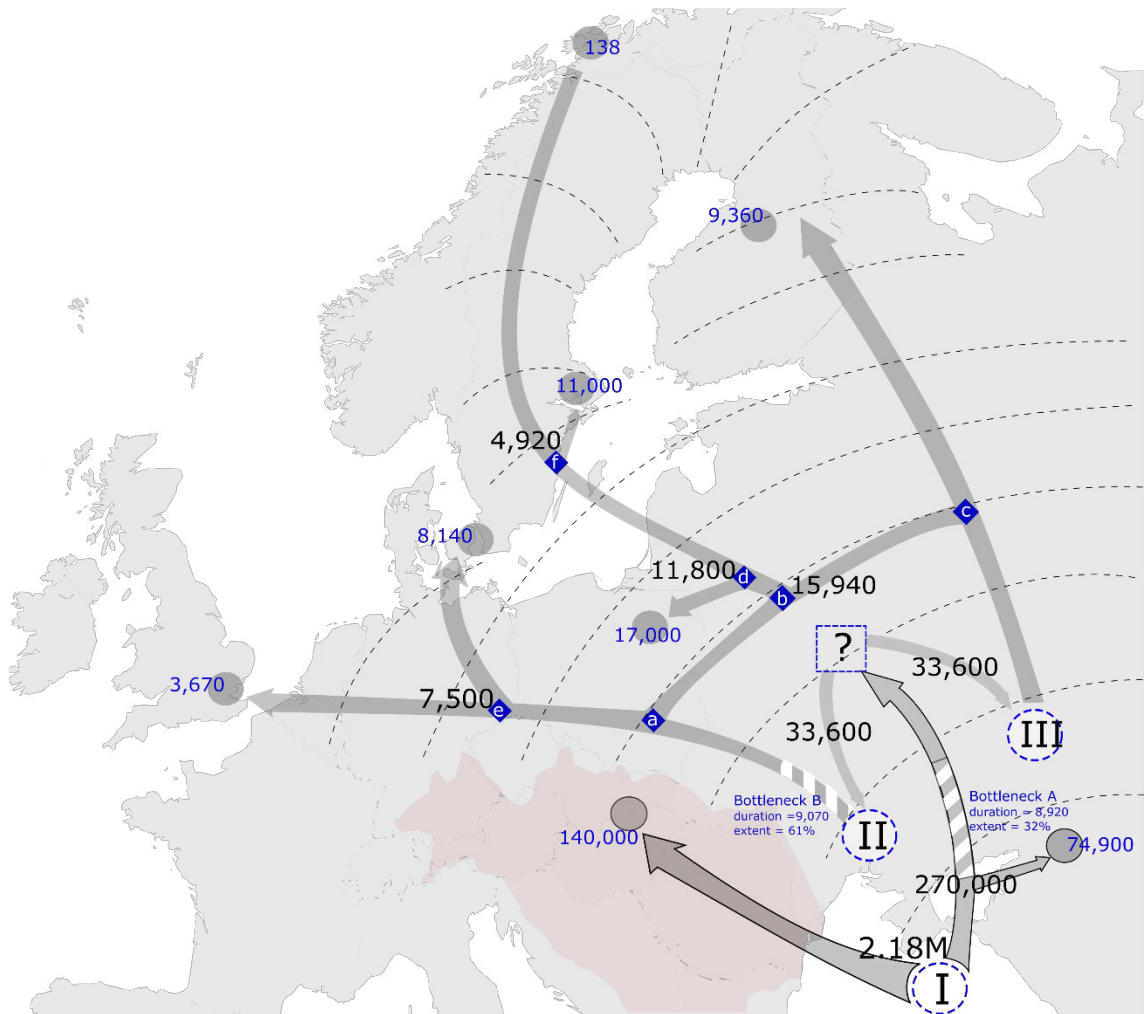 138
9,360
11,000
4,920
f
c
8,140
11,800
d
b
15,940
17,000
?
33,600
3,670
7,500
e
a
33,600
III
Bottleneck B
duration =9,070
extent = 61%
Bottleneck A
duration = 8,920
extent = 32%
II
140,000
74,900
270,000
2.18M
I